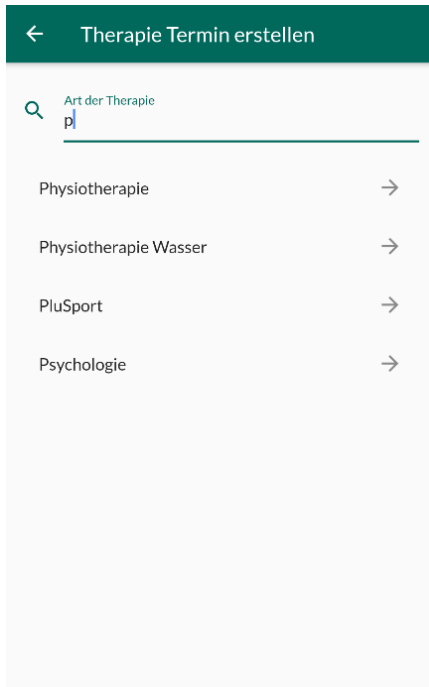 Therapie Termin erstellen
Art der Therapie
p
Physiotherapie
Physiotherapie Wasser
PluSport
Psychologie